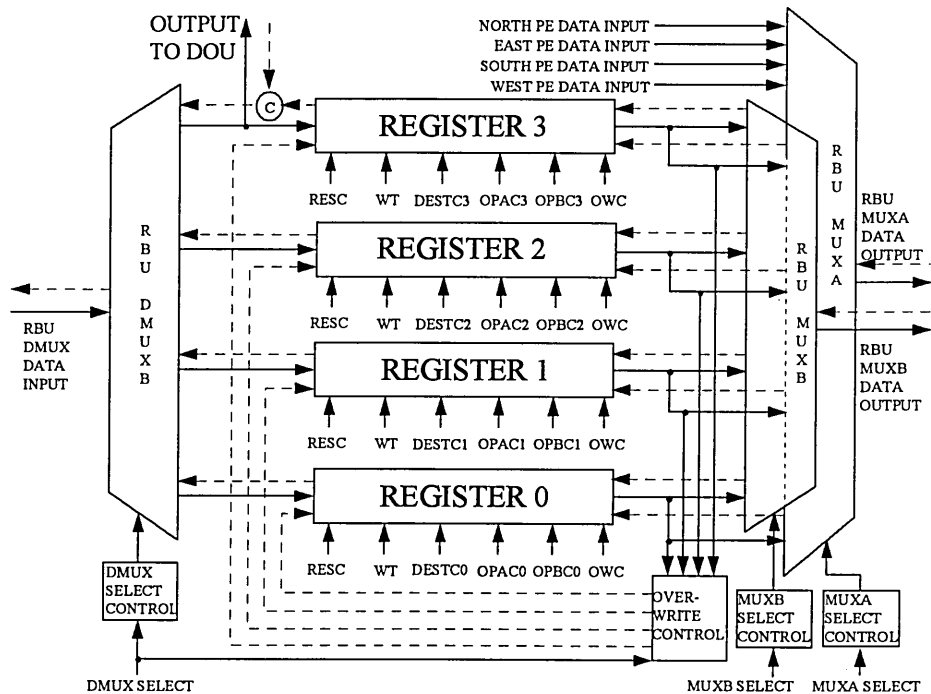 OUTPUT
TO DOU
NORTH PE DATA INPUT
EAST PE DATA INPUT
SOUTH PE DATA INPUT
WEST PE DATA INPUT
C
REGISTER 3
RESC WT DESTC3 OPAC3 OPBC3 OWC
REGISTER 2
RESC WT DESTC2 OPAC2 OPBC2 OWC
REGISTER 1
RESC WT DESTC1 OPAC1 OPBC1 OWC
REGISTER 0
RESC WT DESTC0 OPAC0 OPBC0 OWC
RBU DMUXB
RBU
DMUX
DATA
INPUT
RBU MUXB
RBU MUXA
RBU
MUXA
DATA
OUTPUT
RBU
MUXB
DATA
OUTPUT
DMUX
SELECT
CONTROL
OVER-
WRITE
CONTROL
MUXB
SELECT
CONTROL
MUXA
SELECT
CONTROL
DMUX SELECT
MUXB SELECT
MUXA SELECT